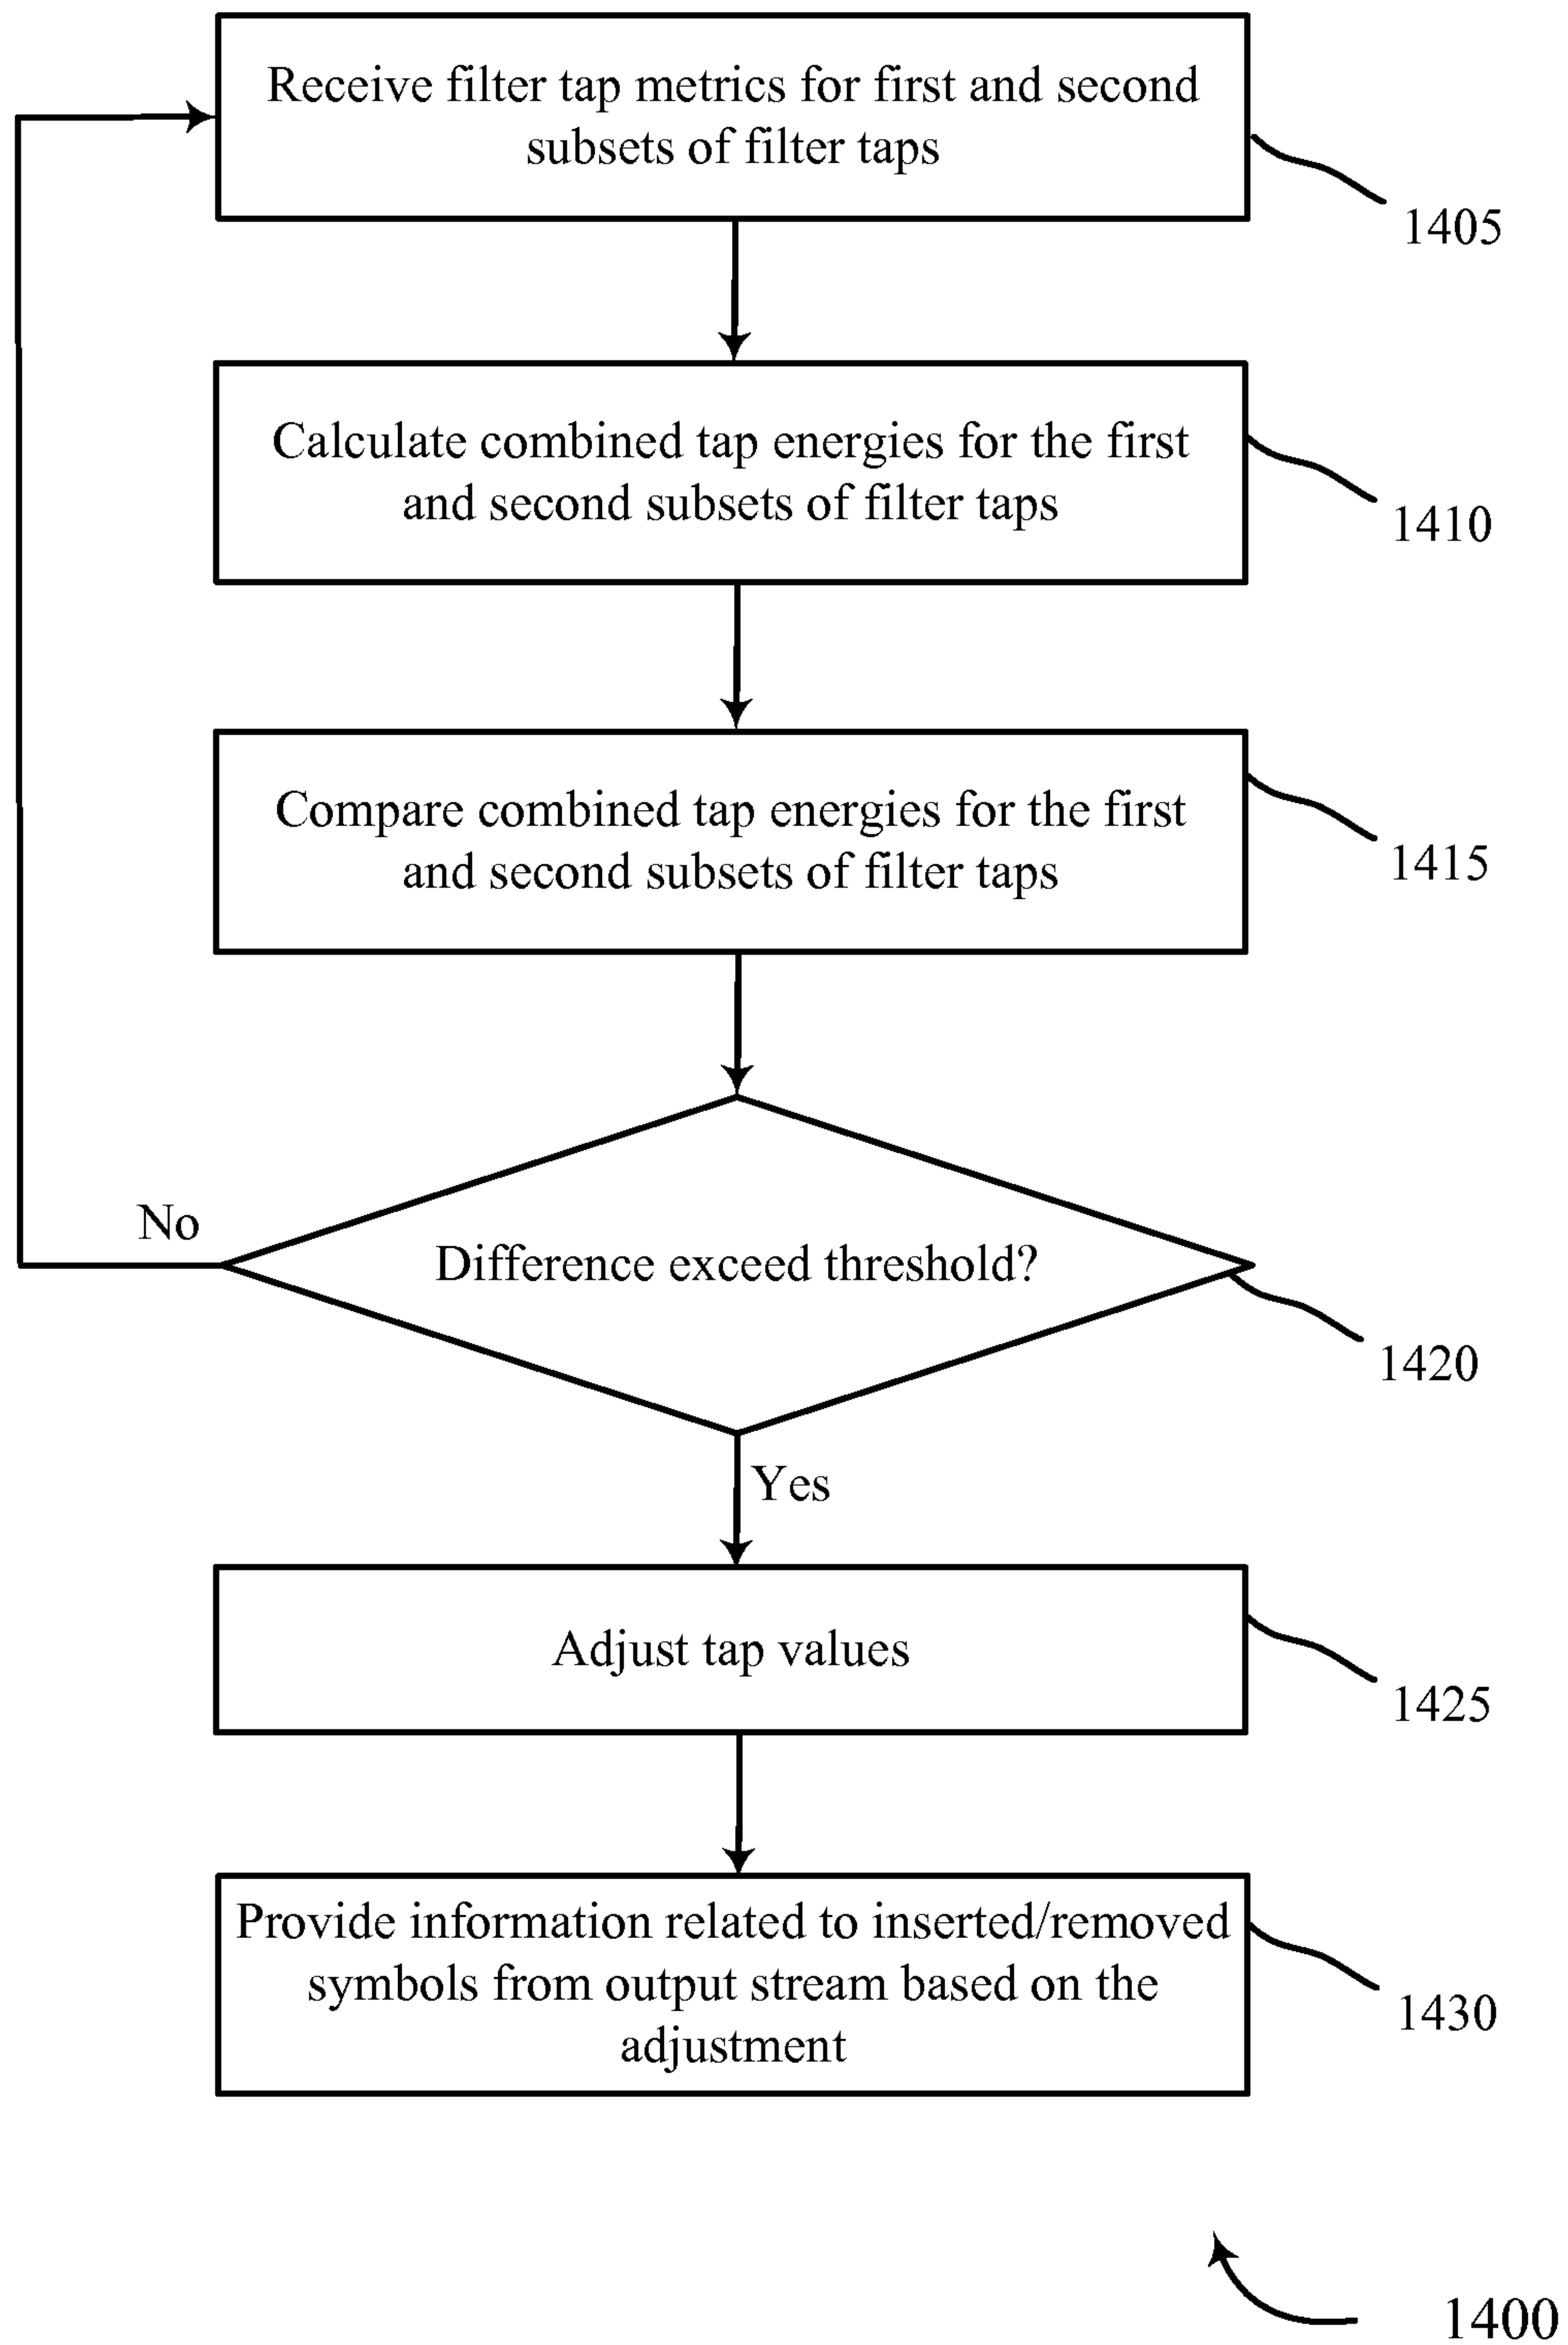 Receive filter tap metrics for first and second
subsets of filter taps
1405
Calculate combined tap energies for the first
and second subsets of filter taps
1410
Compare combined tap energies for the first
and second subsets of filter taps
1415
No
Difference exceed threshold?
1420
Yes
Adjust tap values
1425
Provide information related to inserted/removed
symbols from output stream based on the
adjustment
1430
1400